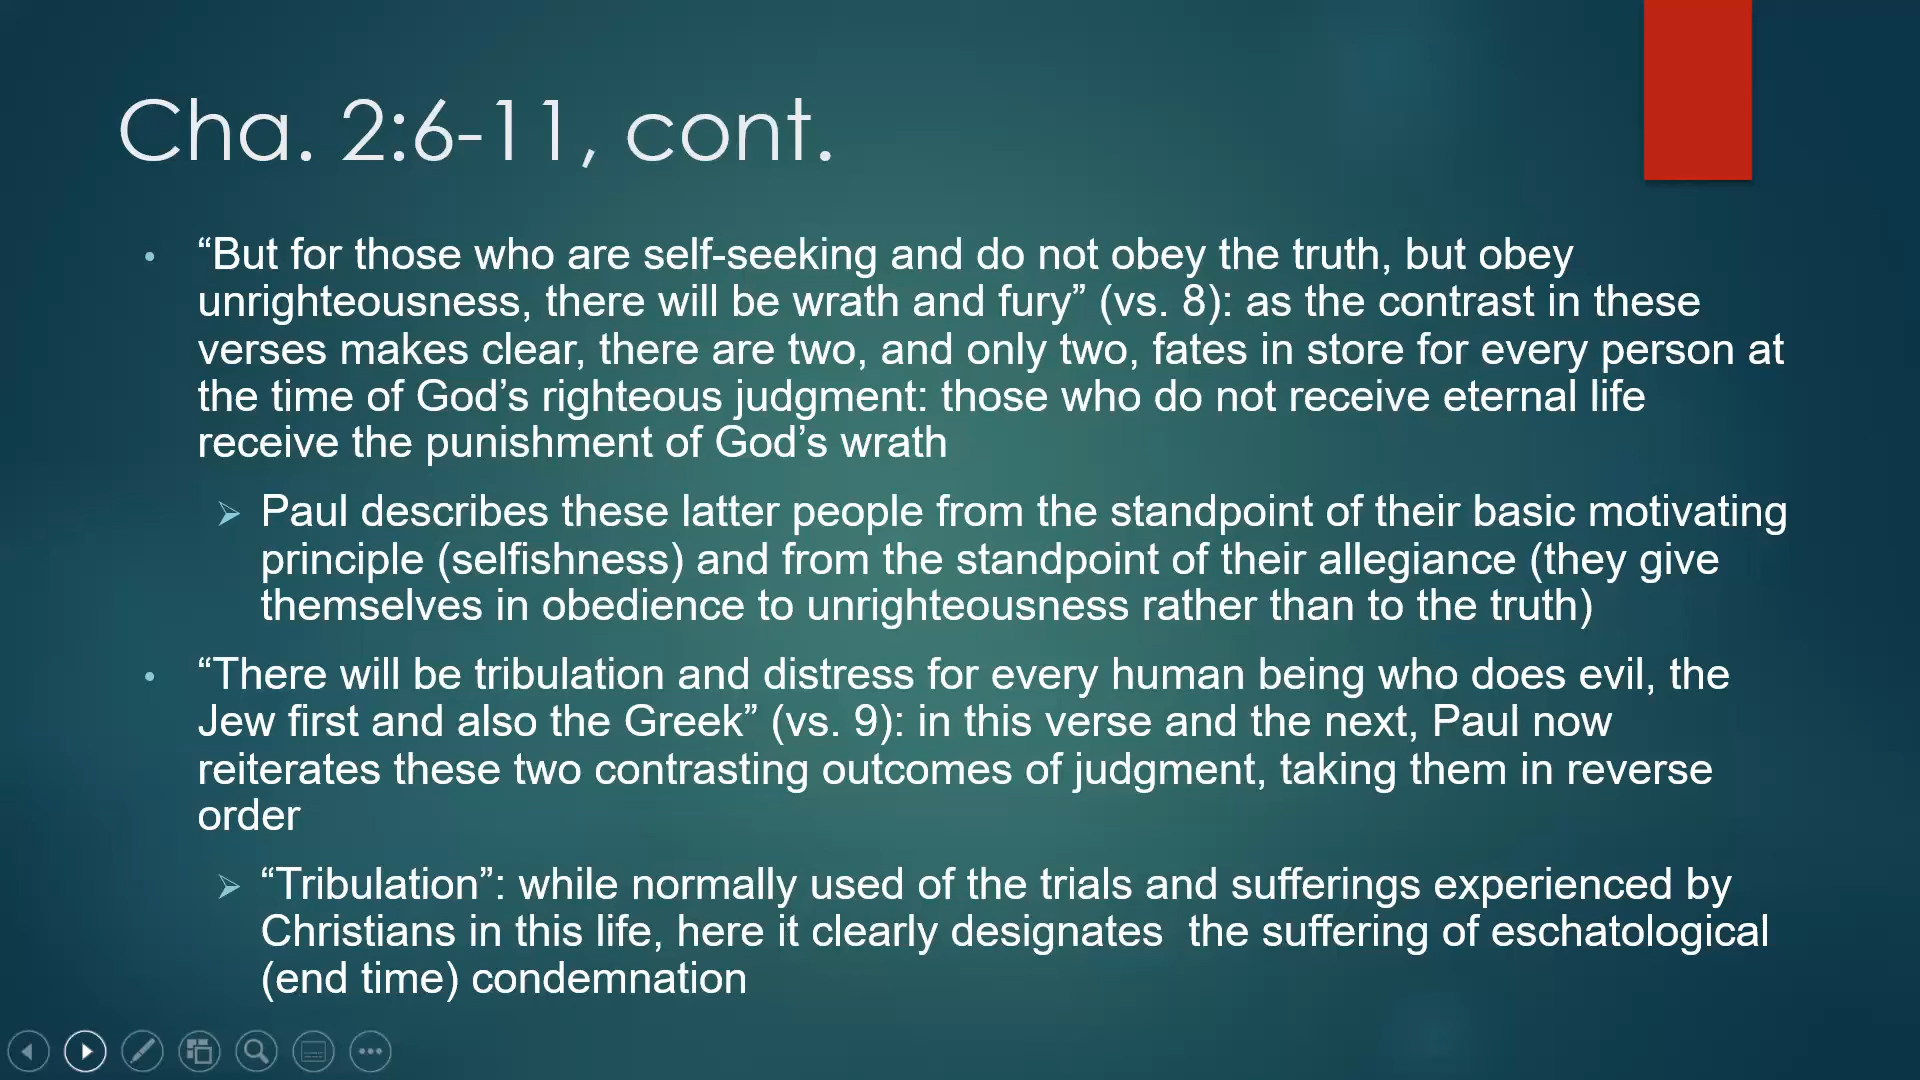 Cha. 2:6-11, cont.
“But for those who are self-seeking and do not obey the truth, but obey
unrighteousness, there will be wrath and fury” (vs. 8): as the contrast in these
verses makes clear, there are two, and only two, fates in store for every person at
the time of God’s righteous judgment: those who do not receive eternal life
receive the punishment of God’s wrath
Paul describes these latter people from the standpoint of their basic motivating
principle (selfishness) and from the standpoint of their allegiance (they give
themselves in obedience to unrighteousness rather than to the truth)
“There will be tribulation and distress for every human being who does evil, the
Jew first and also the Greek” (vs. 9): in this verse and the next, Paul now
reiterates these two contrasting outcomes of judgment, taking them in reverse
order
“Tribulation”: while normally used of the trials and sufferings experienced by
Christians in this life, here it clearly designates  the suffering of eschatological
(end time) condemnation